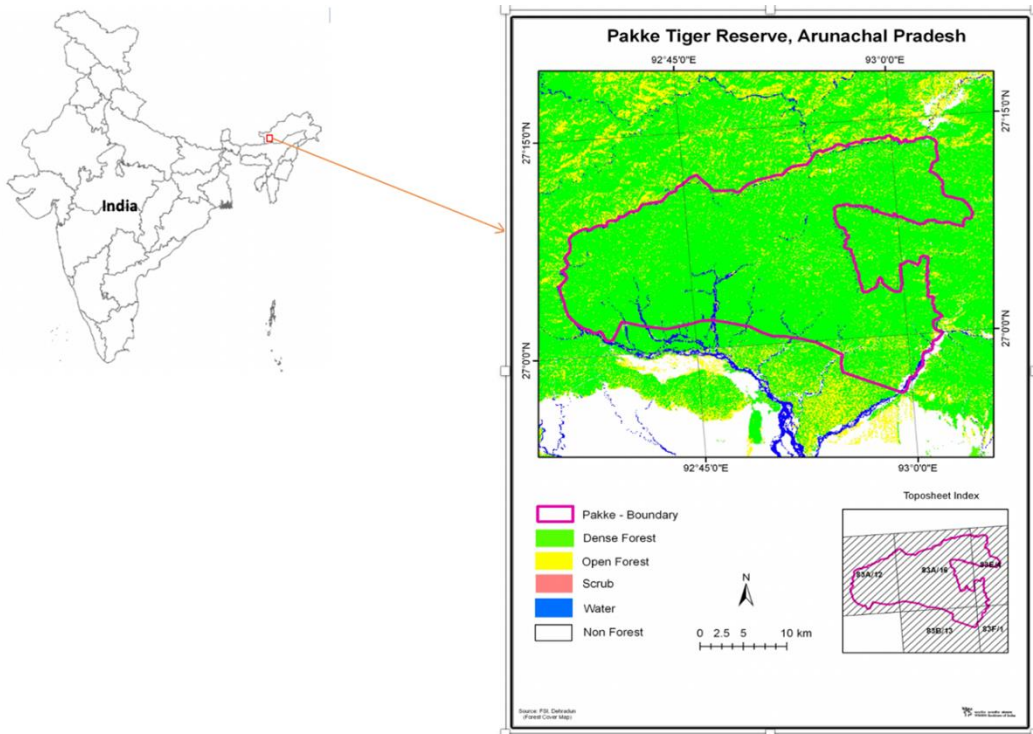 India
Pakke Tiger Reserve, Arunachal Pradesh
92°45'0"E 93°0'0"E
27°15'0"N 27°15'0"N
27°0'0"N 27°0'0"N
92°45'0"E 93°0'0"E
Pakke - Boundary
Dense Forest
Open Forest
Scrub
Water
Non Forest
N
0 2.5 5 10 km
Toposheet Index
83A/12 83A/16
83B/13 83F/1
Source: FSI, Dehradun
(Forest Cover Map)